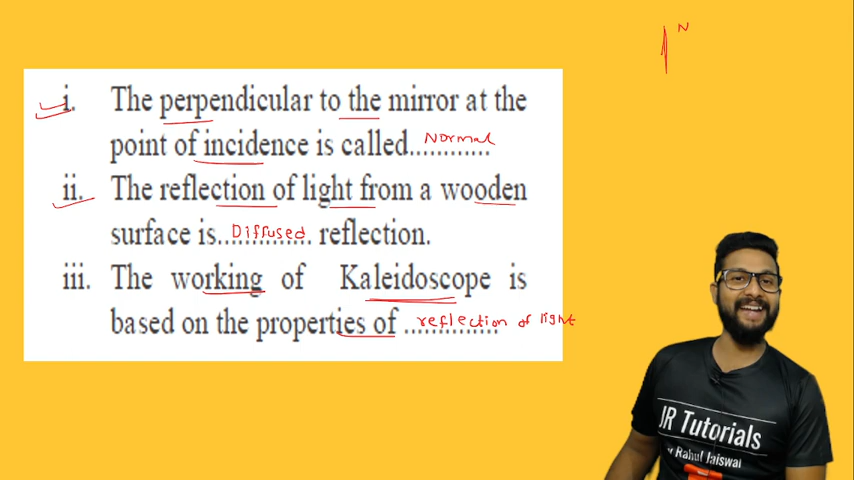 N
i. The perpendicular to the mirror at the
point of incidence is called............. Normal
ii. The reflection of light from a wooden
surface is............... Diffused reflection.
iii. The working of Kaleidoscope is
based on the properties of ............... reflection of light
JR Tutorials
y Rahul Jaiswal